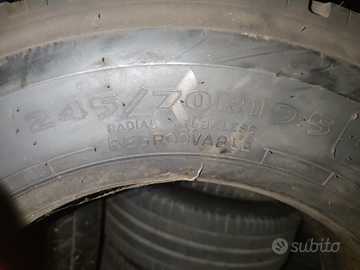 245/70R19.5
RADIAL TUBELESS
REGROOVABLE
subito